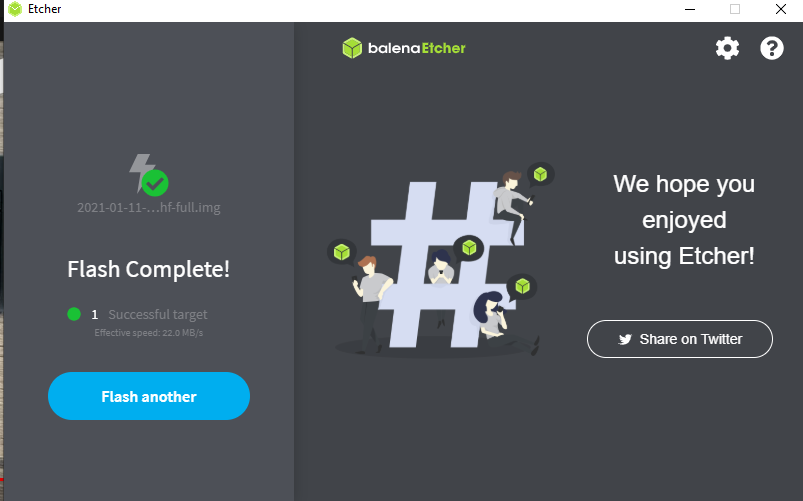 Etcher
balenaEtcher
2021-01-11-...hf-full.img
Flash Complete!
1 Successful target
Effective speed: 22.0 MB/s
Flash another
We hope you
enjoyed
using Etcher!
Share on Twitter